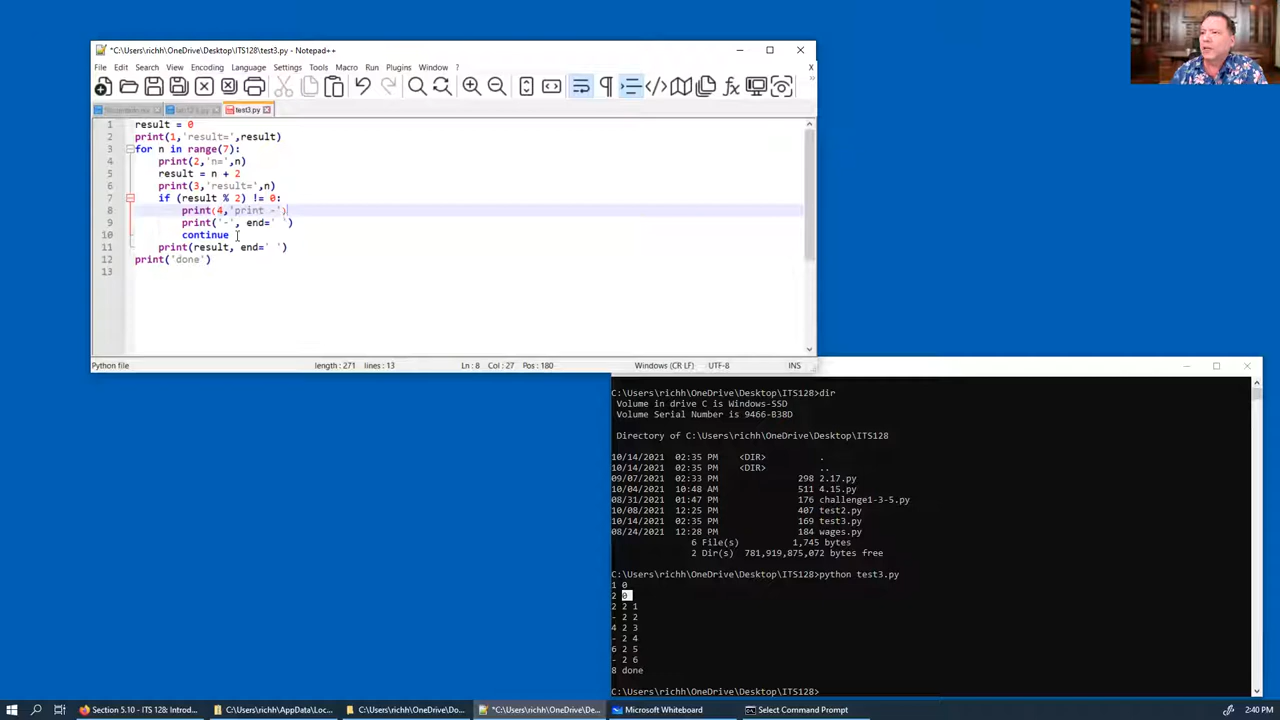 *C:\Users\richh\OneDrive\Desktop\ITS128\test3.py - Notepad++
File Edit Search View Encoding Language Settings Tools Macro Run Plugins Window ? X
test3.py
1 result = 0
2 print(1,'result=',result)
3 for n in range(7):
4 print(2,'n=',n)
5 result = n + 2
6 print(3,'result=',n)
7 if (result % 2) != 0:
8 print(4,'print -')
9 print('-', end=' ')
10 continue
11 print(result, end=' ')
12 print('done')
13
Python file length : 271 lines : 13 Ln : 8 Col : 27 Pos : 180 Windows (CR LF) UTF-8 INS
C:\Users\richh\OneDrive\Desktop\ITS128>dir
Volume in drive C is Windows-SSD
Volume Serial Number is 9466-B38D
Directory of C:\Users\richh\OneDrive\Desktop\ITS128
10/14/2021 02:35 PM <DIR> .
10/14/2021 02:35 PM <DIR> ..
09/07/2021 02:33 PM 298 2.17.py
10/04/2021 10:48 AM 511 4.15.py
08/31/2021 01:47 PM 176 challenge1-3-5.py
10/08/2021 12:25 PM 407 test2.py
10/14/2021 02:35 PM 169 test3.py
08/24/2021 12:28 PM 184 wages.py
6 File(s) 1,745 bytes
2 Dir(s) 781,919,875,072 bytes free
C:\Users\richh\OneDrive\Desktop\ITS128>python test3.py
1 0
2 0
2 2 1
- 2 2
4 2 3
- 2 4
6 2 5
- 2 6
8 done
C:\Users\richh\OneDrive\Desktop\ITS128>
Section 5.10 - ITS 128: Introd... C:\Users\richh\AppData\Loc... C:\Users\richh\OneDrive\Do... *C:\Users\richh\OneDrive\De... Microsoft Whiteboard Select Command Prompt 2:40 PM